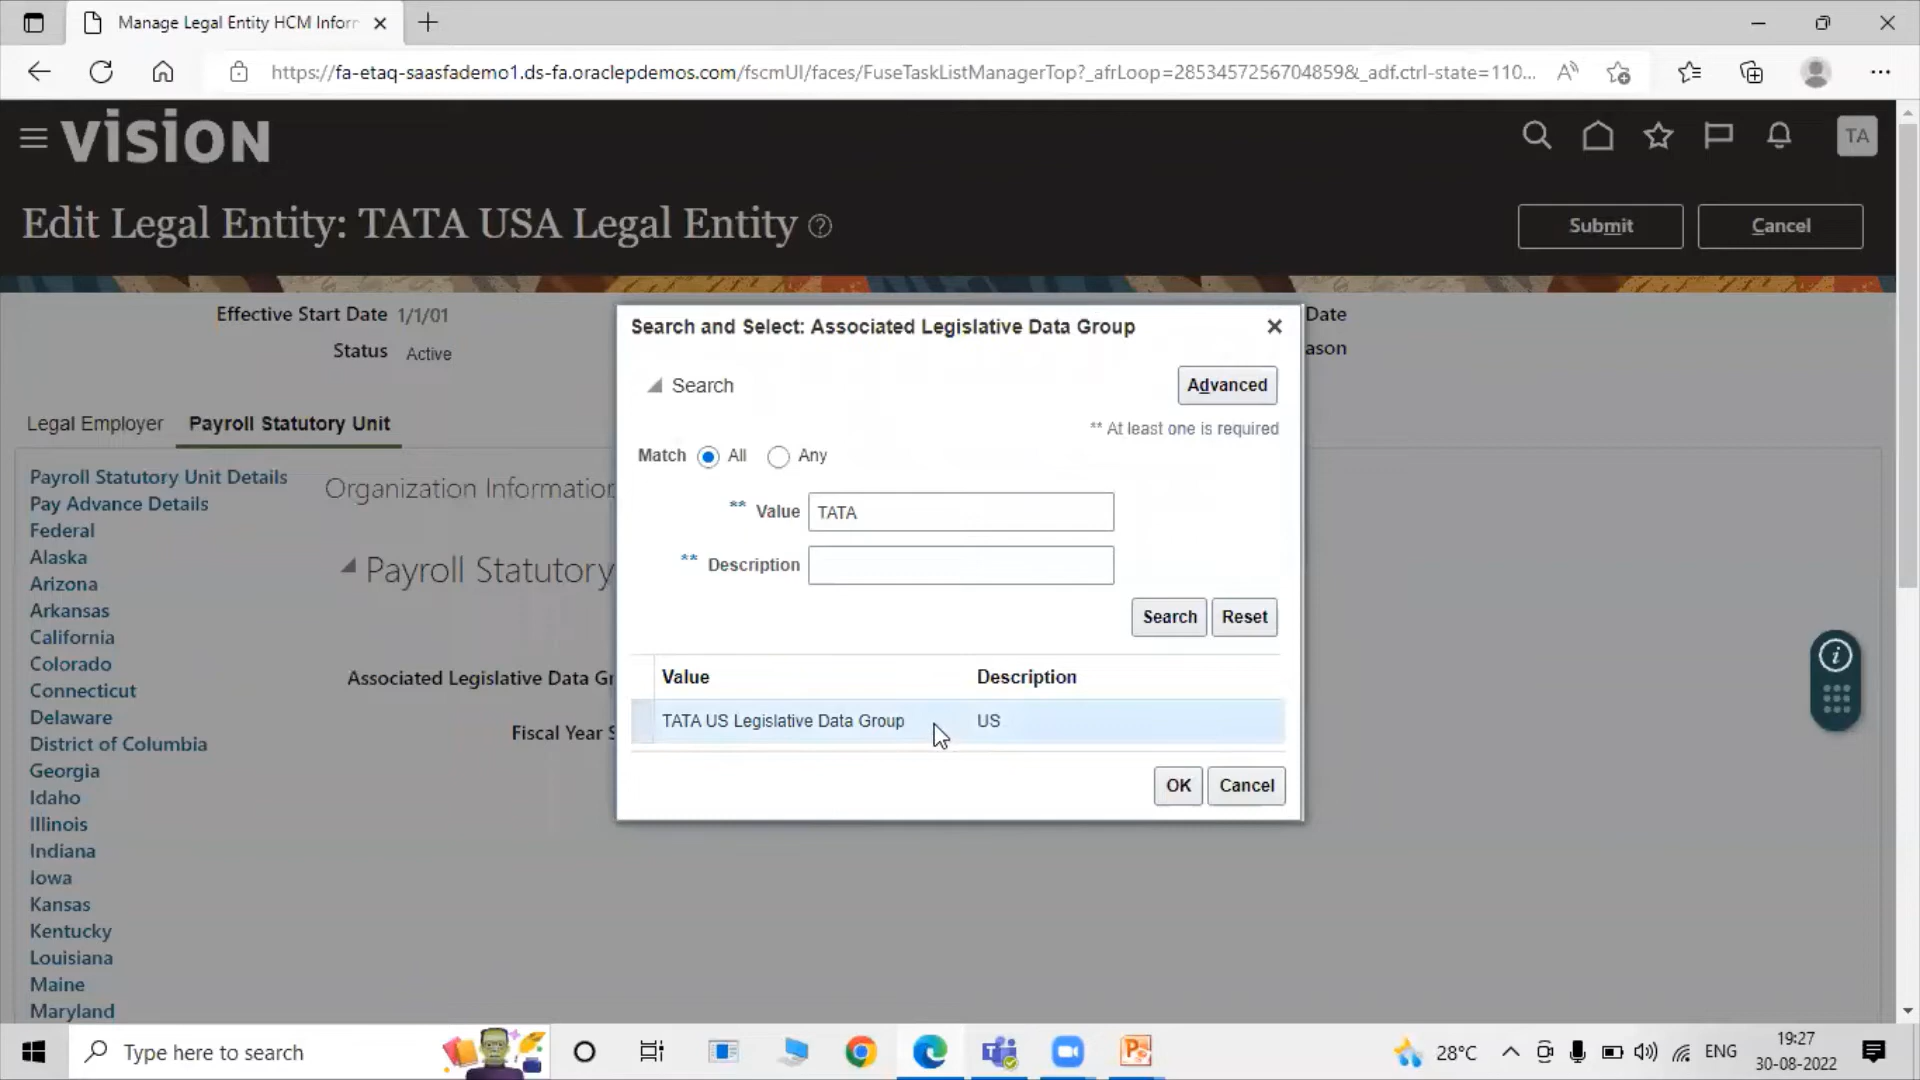 Manage Legal Entity HCM Inforr
https://fa-etaq-saasfademo1.ds-fa.oraclepdemos.com/fscmUI/faces/FuseTaskListManagerTop?_afrLoop=28534572567048598&_adf.ctrl-state=110...
VISION
TA
Edit Legal Entity: TATA USA Legal Entity
Submit
Cancel
Effective Start Date 1/1/01
Date
Status Active
ason
Legal Employer
Payroll Statutory Unit
Payroll Statutory Unit Details
Pay Advance Details
Federal
Alaska
Arizona
Arkansas
California
Colorado
Connecticut
Delaware
District of Columbia
Georgia
Idaho
Illinois
Indiana
Iowa
Kansas
Kentucky
Louisiana
Maine
Maryland
Organization Information
Payroll Statutory
Associated Legislative Data Gr
Fiscal Year S
Search and Select: Associated Legislative Data Group
Search
Advanced
** At least one is required
Match All Any
** Value TATA
** Description
Search Reset
Value Description
TATA US Legislative Data Group US
OK Cancel
Type here to search
28°C
ENG
19:27
30-08-2022